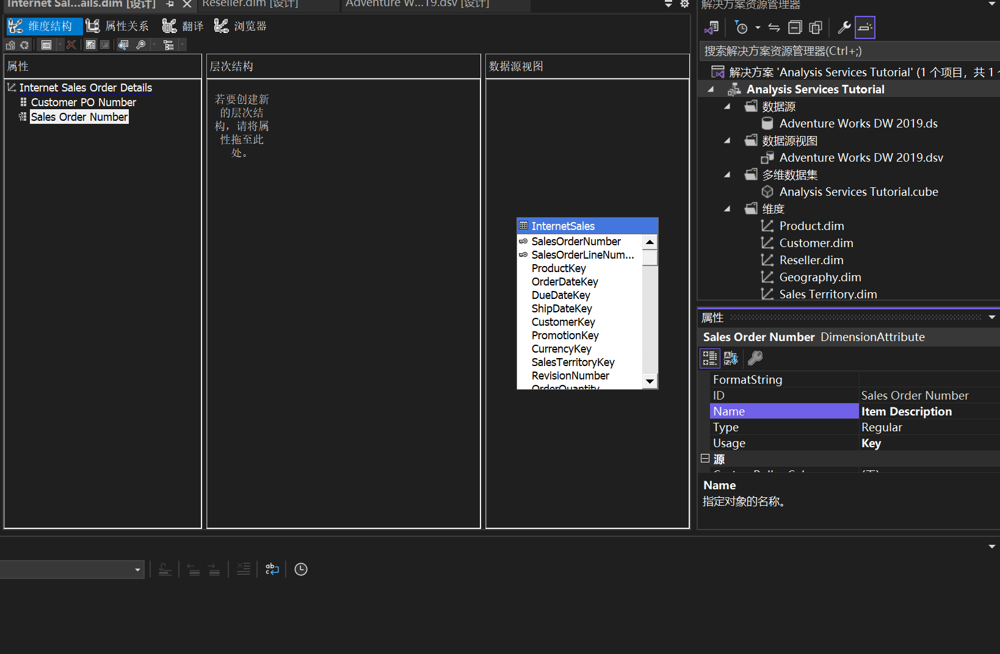 Internet Sal...ails.dim [设计]
Reseller.dim [设计]
Adventure W...19.dsv [设计]
维度结构
属性关系
翻译
浏览器
属性
Internet Sales Order Details
Customer PO Number
Sales Order Number
层次结构
若要创建新
的层次结
构，请将属
性拖至此
处。
数据源视图
InternetSales
SalesOrderNumber
SalesOrderLineNum...
ProductKey
OrderDateKey
DueDateKey
ShipDateKey
CustomerKey
PromotionKey
CurrencyKey
SalesTerritoryKey
RevisionNumber
OrderQuantity
解决方案资源管理器
搜索解决方案资源管理器(Ctrl+;)
解决方案 'Analysis Services Tutorial' (1 个项目，共 1
Analysis Services Tutorial
数据源
Adventure Works DW 2019.ds
数据源视图
Adventure Works DW 2019.dsv
多维数据集
Analysis Services Tutorial.cube
维度
Product.dim
Customer.dim
Reseller.dim
Geography.dim
Sales Territory.dim
属性
Sales Order Number DimensionAttribute
FormatString
ID Sales Order Number
Name Item Description
Type Regular
Usage Key
源
Name
指定对象的名称。